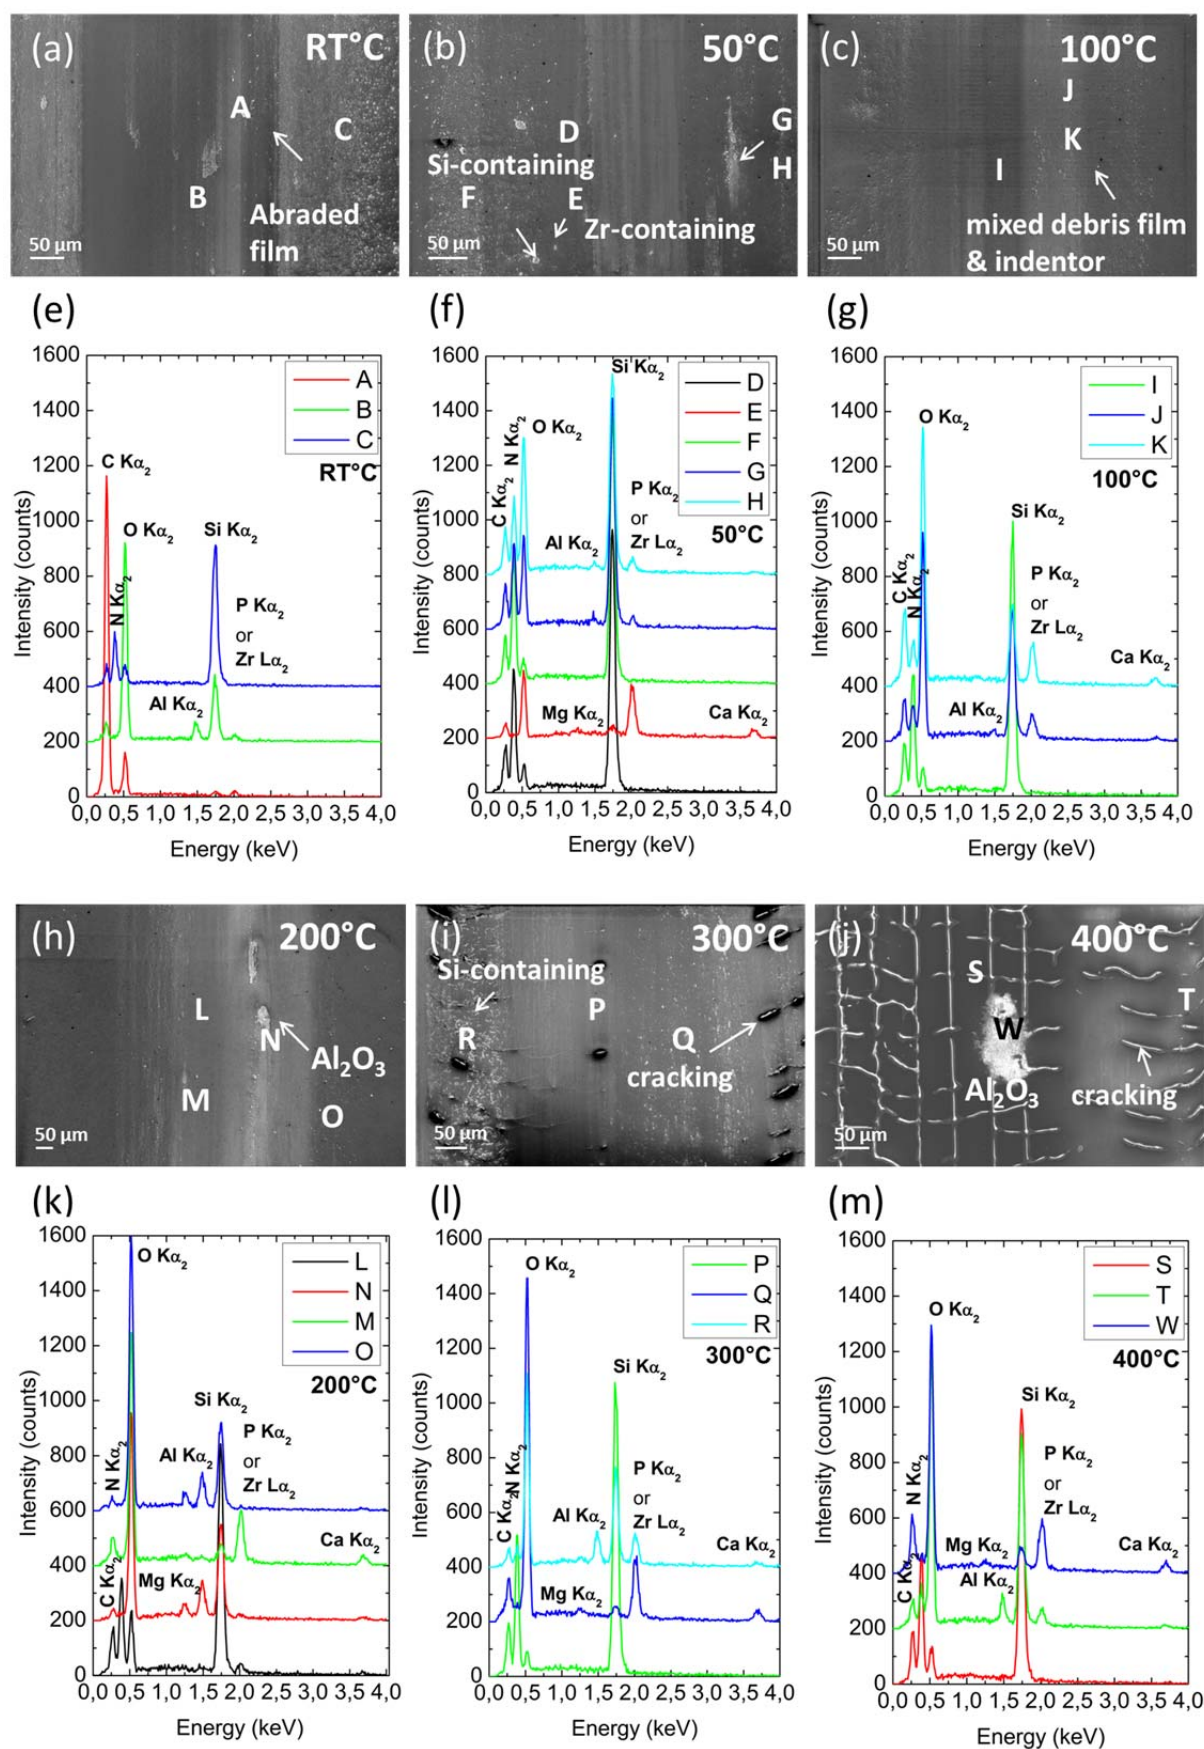 (a) RT°C
A
C
B
Abraded
film
50 µm
(b) 50°C
D
G
Si-containing
H
F
E
Zr-containing
50 µm
(c) 100°C
J
K
I
mixed debris film
& indentor
50 µm
(e)
1600
1400
1200
1000
800
600
400
200
0
Intensity (counts)
A
B
C
RT°C
C Kα2
O Kα2
N Kα2
Si Kα2
P Kα2
or
Zr Lα2
Al Kα2
0,0 0,5 1,0 1,5 2,0 2,5 3,0 3,5 4,0
Energy (keV)
(f)
1600
1400
1200
1000
800
600
400
200
0
Intensity (counts)
Si Kα2
D
E
F
G
H
50°C
O Kα2
N Kα2
C Kα2
P Kα2
or
Zr Lα2
Al Kα2
Mg Kα2
Ca Kα2
0,0 0,5 1,0 1,5 2,0 2,5 3,0 3,5 4,0
Energy (keV)
(g)
1600
1400
1200
1000
800
600
400
200
0
Intensity (counts)
I
J
K
100°C
O Kα2
Si Kα2
C Kα2
N Kα2
P Kα2
or
Zr Lα2
Ca Kα2
Al Kα2
0,0 0,5 1,0 1,5 2,0 2,5 3,0 3,5 4,0
Energy (keV)
(h) 200°C
L
N
Al2O3
M
O
50 µm
(i) 300°C
Si-containing
P
R
Q
cracking
50 µm
(j) 400°C
S
T
W
Al2O3
cracking
50 µm
(k)
1600
1400
1200
1000
800
600
400
200
0
Intensity (counts)
O Kα2
L
N
M
O
200°C
Si Kα2
P Kα2
or
Zr Lα2
Al Kα2
N Kα2
Ca Kα2
C Kα2
Mg Kα2
0,0 0,5 1,0 1,5 2,0 2,5 3,0 3,5 4,0
Energy (keV)
(l)
1600
1400
1200
1000
800
600
400
200
0
Intensity (counts)
P
Q
R
300°C
O Kα2
Si Kα2
N Kα2
C Kα2
P Kα2
or
Zr Lα2
Al Kα2
Ca Kα2
Mg Kα2
0,0 0,5 1,0 1,5 2,0 2,5 3,0 3,5 4,0
Energy (keV)
(m)
1600
1400
1200
1000
800
600
400
200
0
Intensity (counts)
S
T
W
400°C
O Kα2
Si Kα2
N Kα2
P Kα2
or
Zr Lα2
Mg Kα2
Ca Kα2
C Kα2
Al Kα2
0,0 0,5 1,0 1,5 2,0 2,5 3,0 3,5 4,0
Energy (keV)